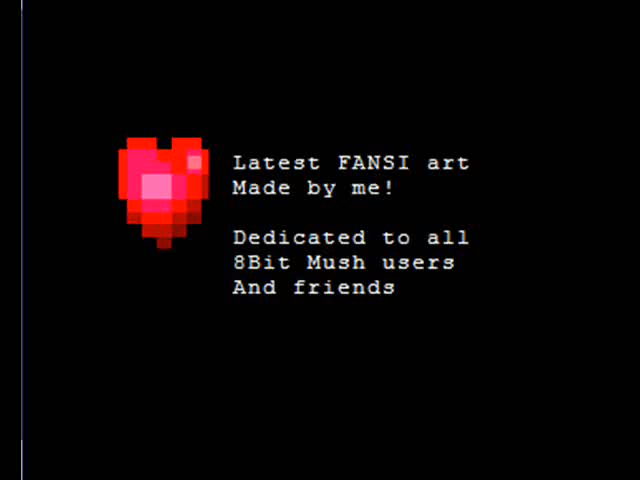 Latest FANSI art
Made by me!
Dedicated to all
8Bit Mush users
And friends